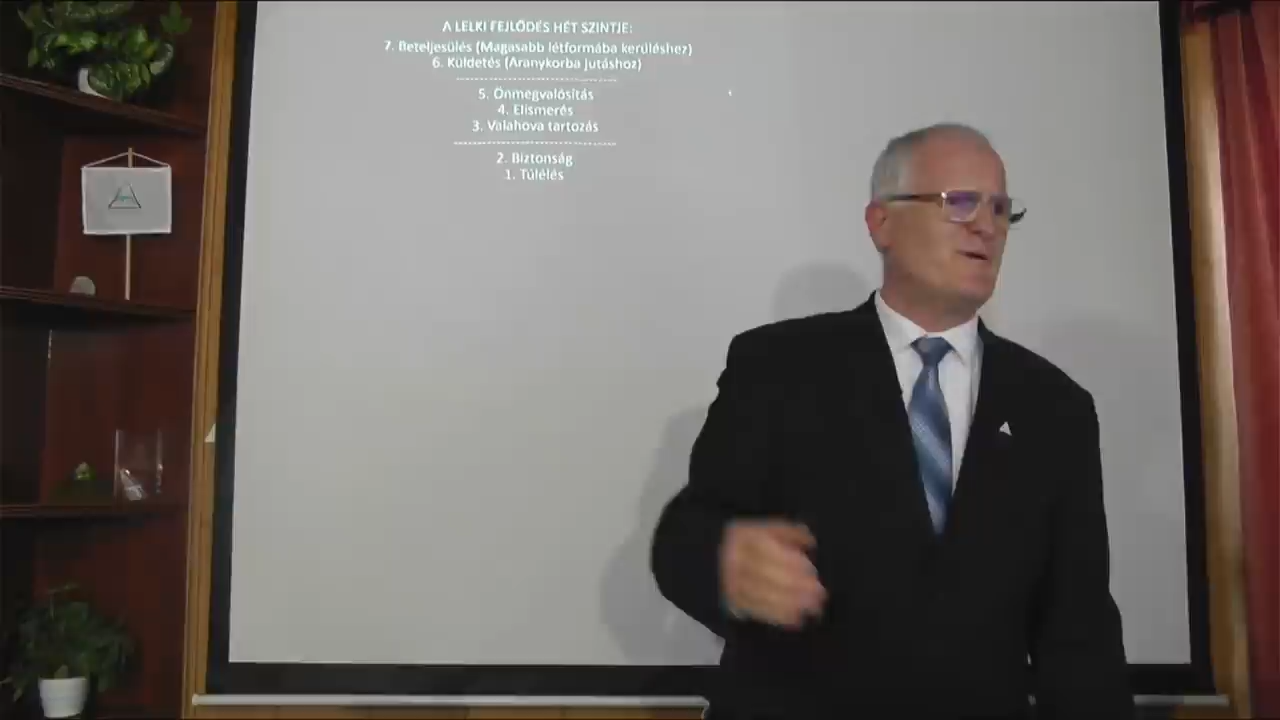 A LELKI FEJLŐDÉS HÉT SZINTJE:
7. Beteljesülés (Magasabb létformába kerüléshez)
6. Küldetés (Aranykorba jutáshoz)
5. Önmegvalósítás
4. Elismerés
3. Valahova tartozás
2. Biztonság
1. Túlélés